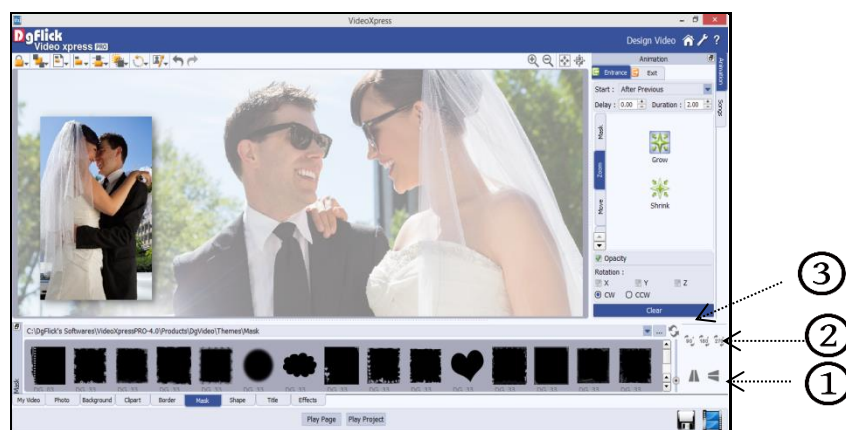 VideoXpress
DgFlick
Video xpress PRO
Design Video
?
Animation
Entrance
Exit
Start : After Previous
Delay : 0.00 Duration : 2.00
Mask
Zoom
Move
Grow
Shrink
Opacity
Rotation :
X Y Z
CW CCW
Clear
Animation
Songs
C:\DgFlick's Softwares\VideoXpressPRO-4.0\Products\DgVideo\Themes\Mask
...
90 180 270
Mask
My Video Photo Background Clipart Border Mask Shape Title Effects
Play Page Play Project
3
2
1